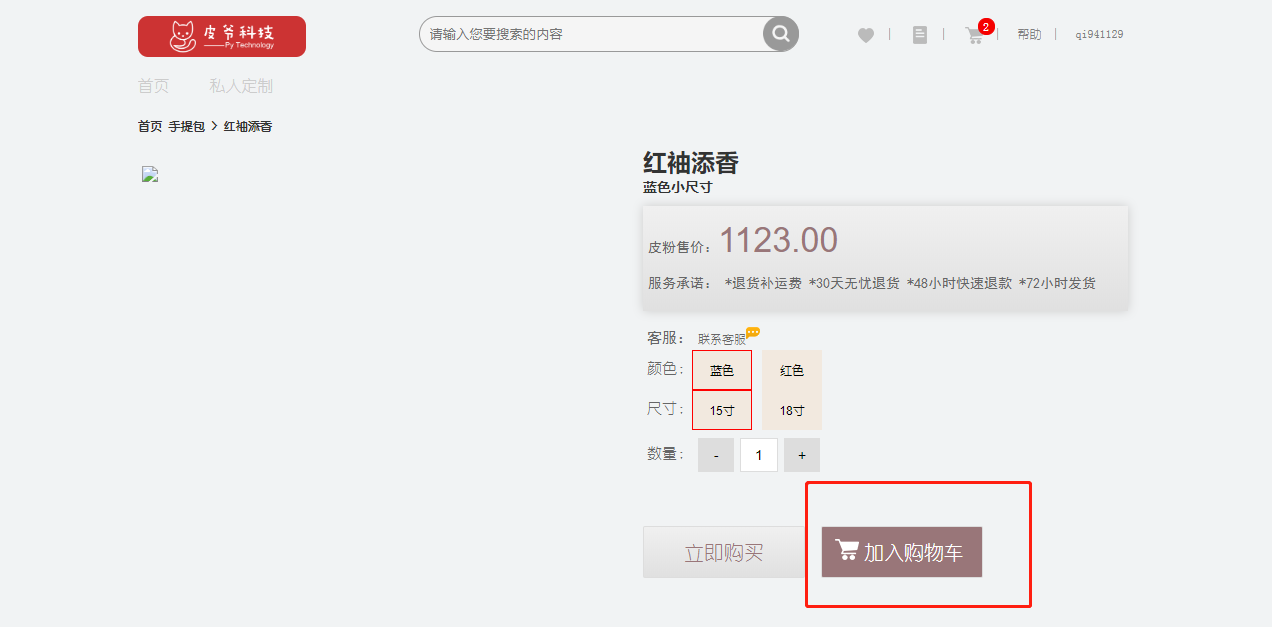 皮爷科技
Py Technology
请输入您要搜索的内容
2
帮助
qi941129
首页 私人定制
首页 手提包 > 红袖添香
红袖添香
蓝色小尺寸
皮粉售价：1123.00
服务承诺： *退货补运费 *30天无忧退货 *48小时快速退款 *72小时发货
客服： 联系客服
颜色： 蓝色 红色
尺寸： 15寸 18寸
数量： - 1 +
立即购买 加入购物车